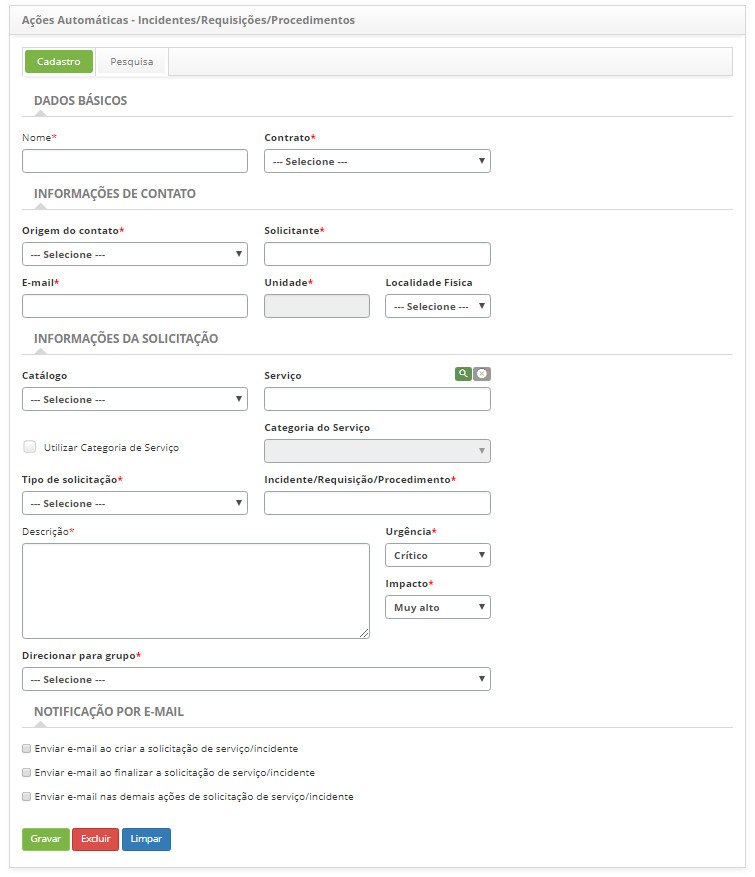 Ações Automáticas - Incidentes/Requisições/Procedimentos
Cadastro Pesquisa
DADOS BÁSICOS
Nome* Contrato*
--- Selecione ---
INFORMAÇÕES DE CONTATO
Origem do contato* Solicitante*
--- Selecione ---
E-mail* Unidade* Localidade Fisica
--- Selecione ---
INFORMAÇÕES DA SOLICITAÇÃO
Catálogo Serviço
--- Selecione ---
Categoria do Serviço
Utilizar Categoria de Serviço
Tipo de solicitação* Incidente/Requisição/Procedimento*
--- Selecione ---
Descrição* Urgência*
Crítico
Impacto*
Muy alto
Direcionar para grupo*
--- Selecione ---
NOTIFICAÇÃO POR E-MAIL
Enviar e-mail ao criar a solicitação de serviço/incidente
Enviar e-mail ao finalizar a solicitação de serviço/incidente
Enviar e-mail nas demais ações de solicitação de serviço/incidente
Gravar Excluir Limpar